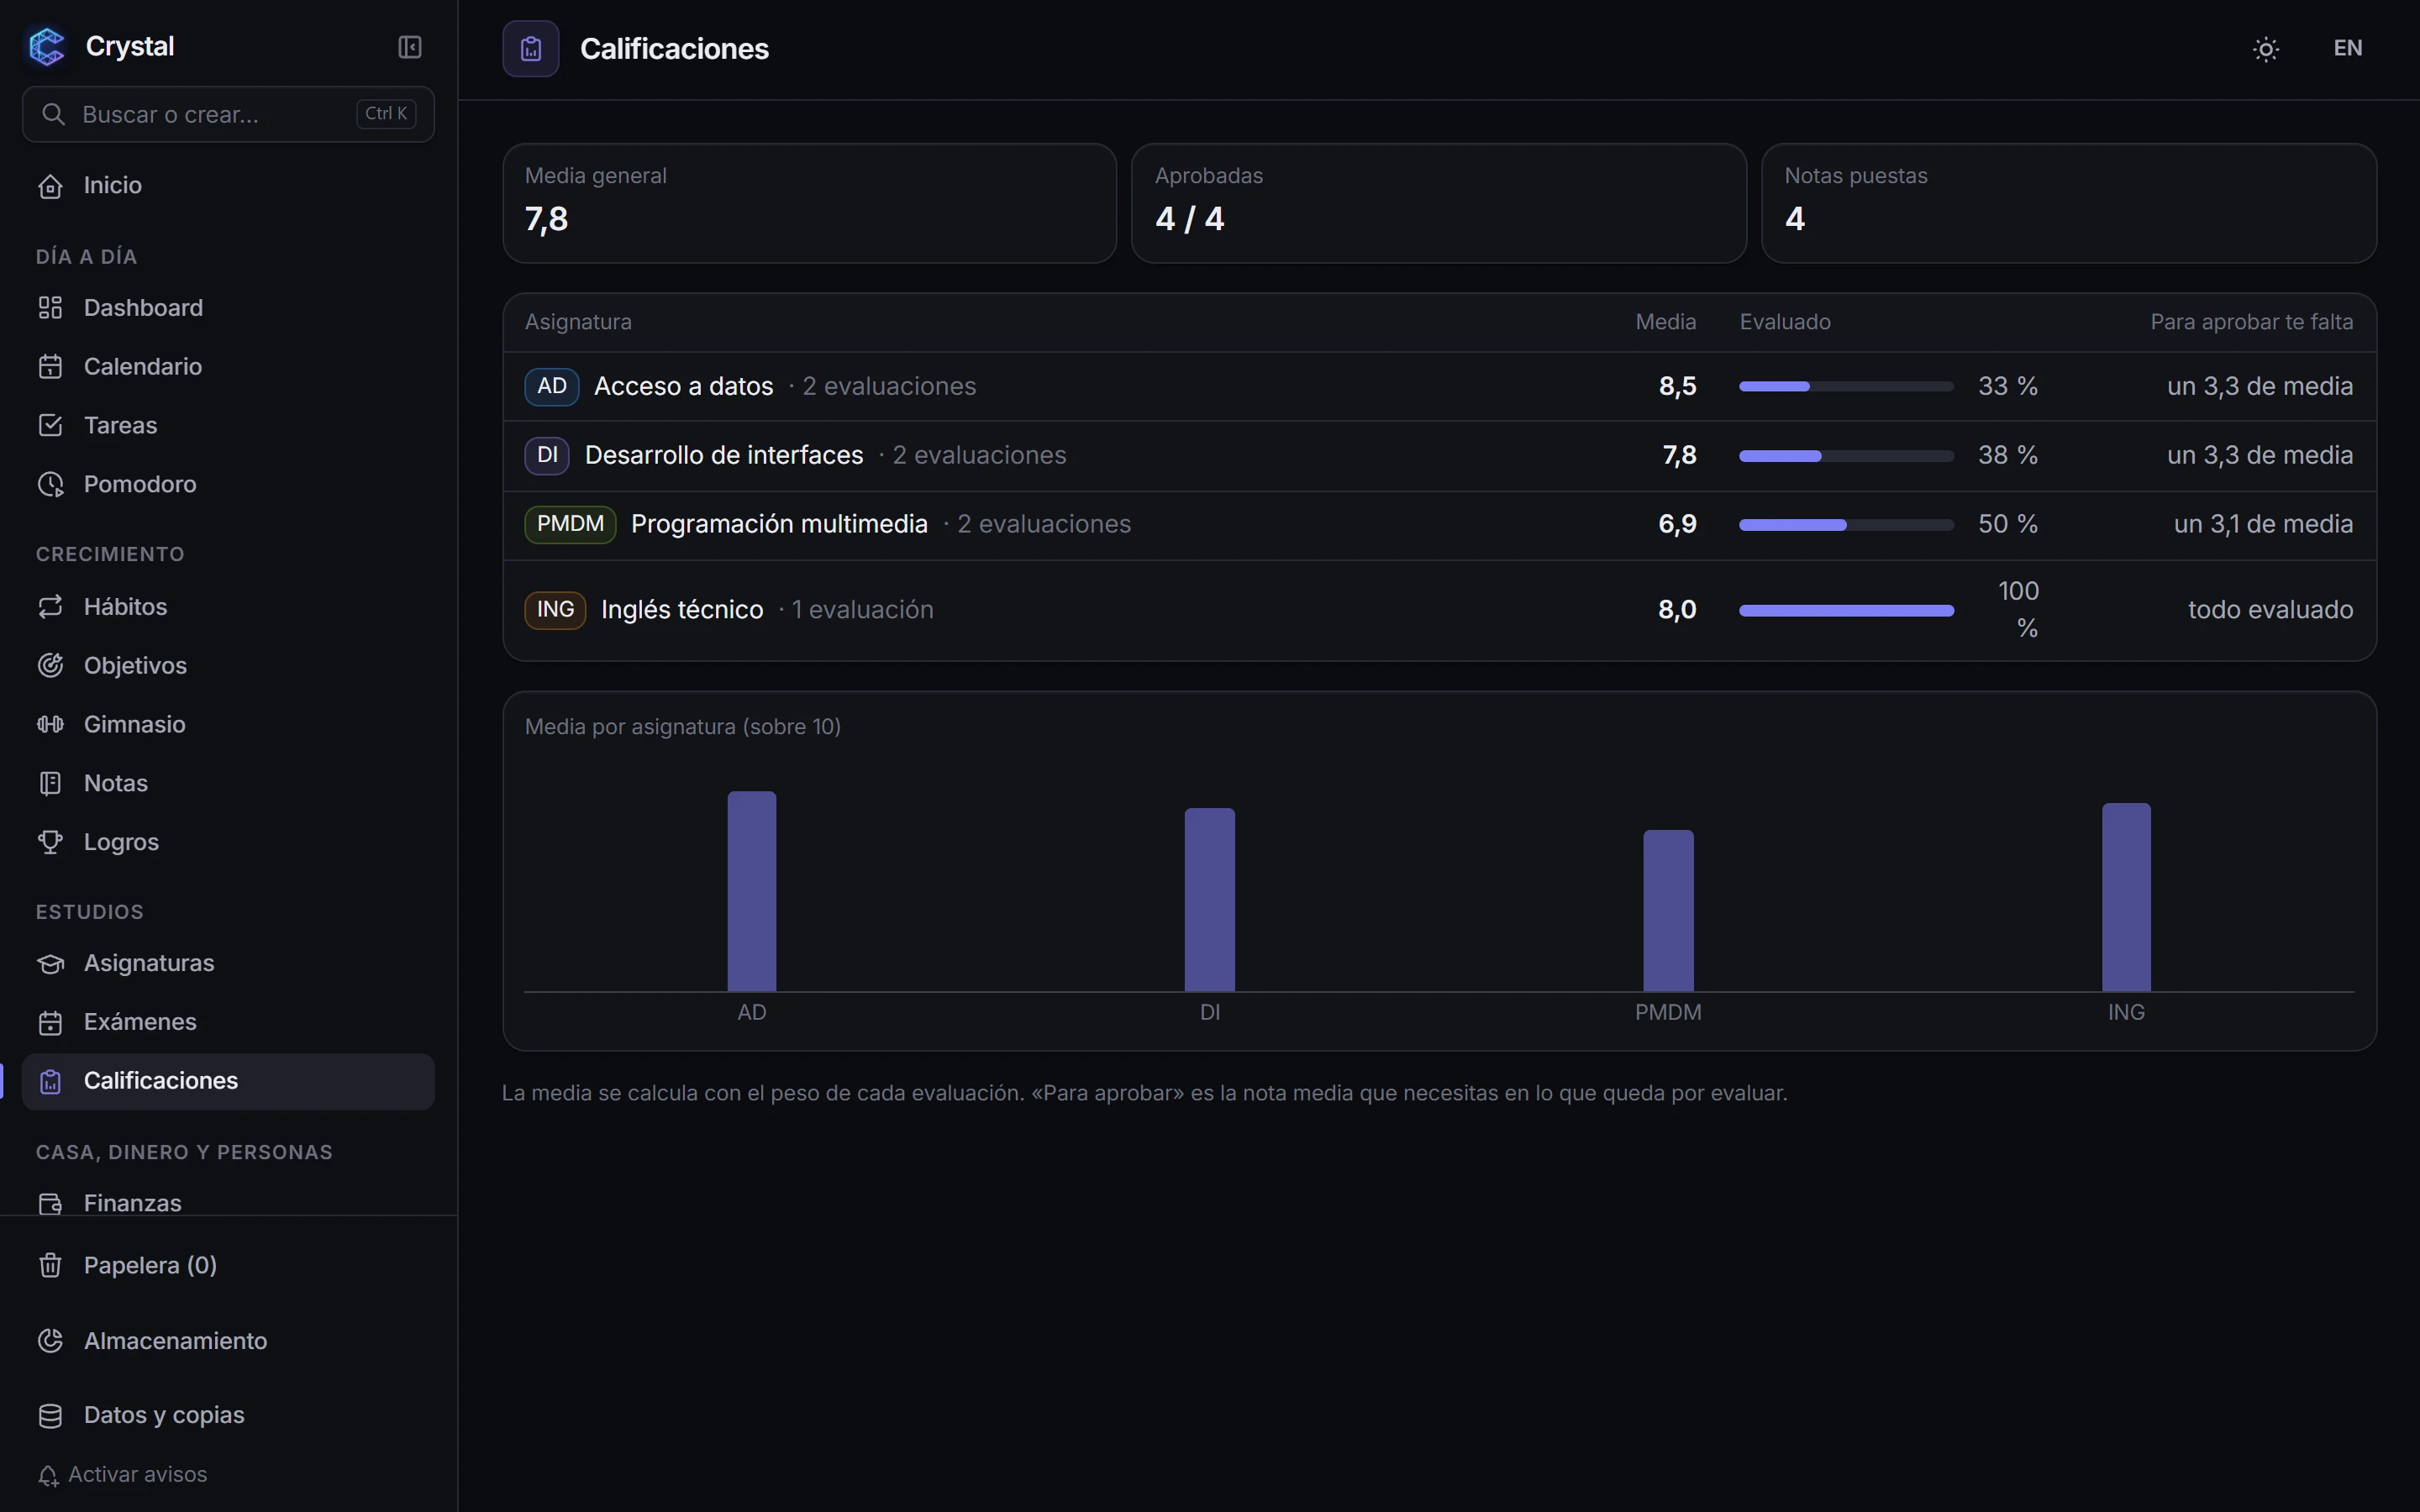 Crystal
Buscar o crear...
Ctrl K
Inicio
DÍA A DÍA
Dashboard
Calendario
Tareas
Pomodoro
CRECIMIENTO
Hábitos
Objetivos
Gimnasio
Notas
Logros
ESTUDIOS
Asignaturas
Exámenes
Calificaciones
CASA, DINERO Y PERSONAS
Finanzas
Papelera (0)
Almacenamiento
Datos y copias
Activar avisos
Calificaciones
EN
Media general
7,8
Aprobadas
4 / 4
Notas puestas
4
Asignatura Media Evaluado Para aprobar te falta
AD Acceso a datos · 2 evaluaciones 8,5 33 % un 3,3 de media
DI Desarrollo de interfaces · 2 evaluaciones 7,8 38 % un 3,3 de media
PMDM Programación multimedia · 2 evaluaciones 6,9 50 % un 3,1 de media
ING Inglés técnico · 1 evaluación 8,0 100 % todo evaluado
Media por asignatura (sobre 10)
AD DI PMDM ING
La media se calcula con el peso de cada evaluación. «Para aprobar» es la nota media que necesitas en lo que queda por evaluar.